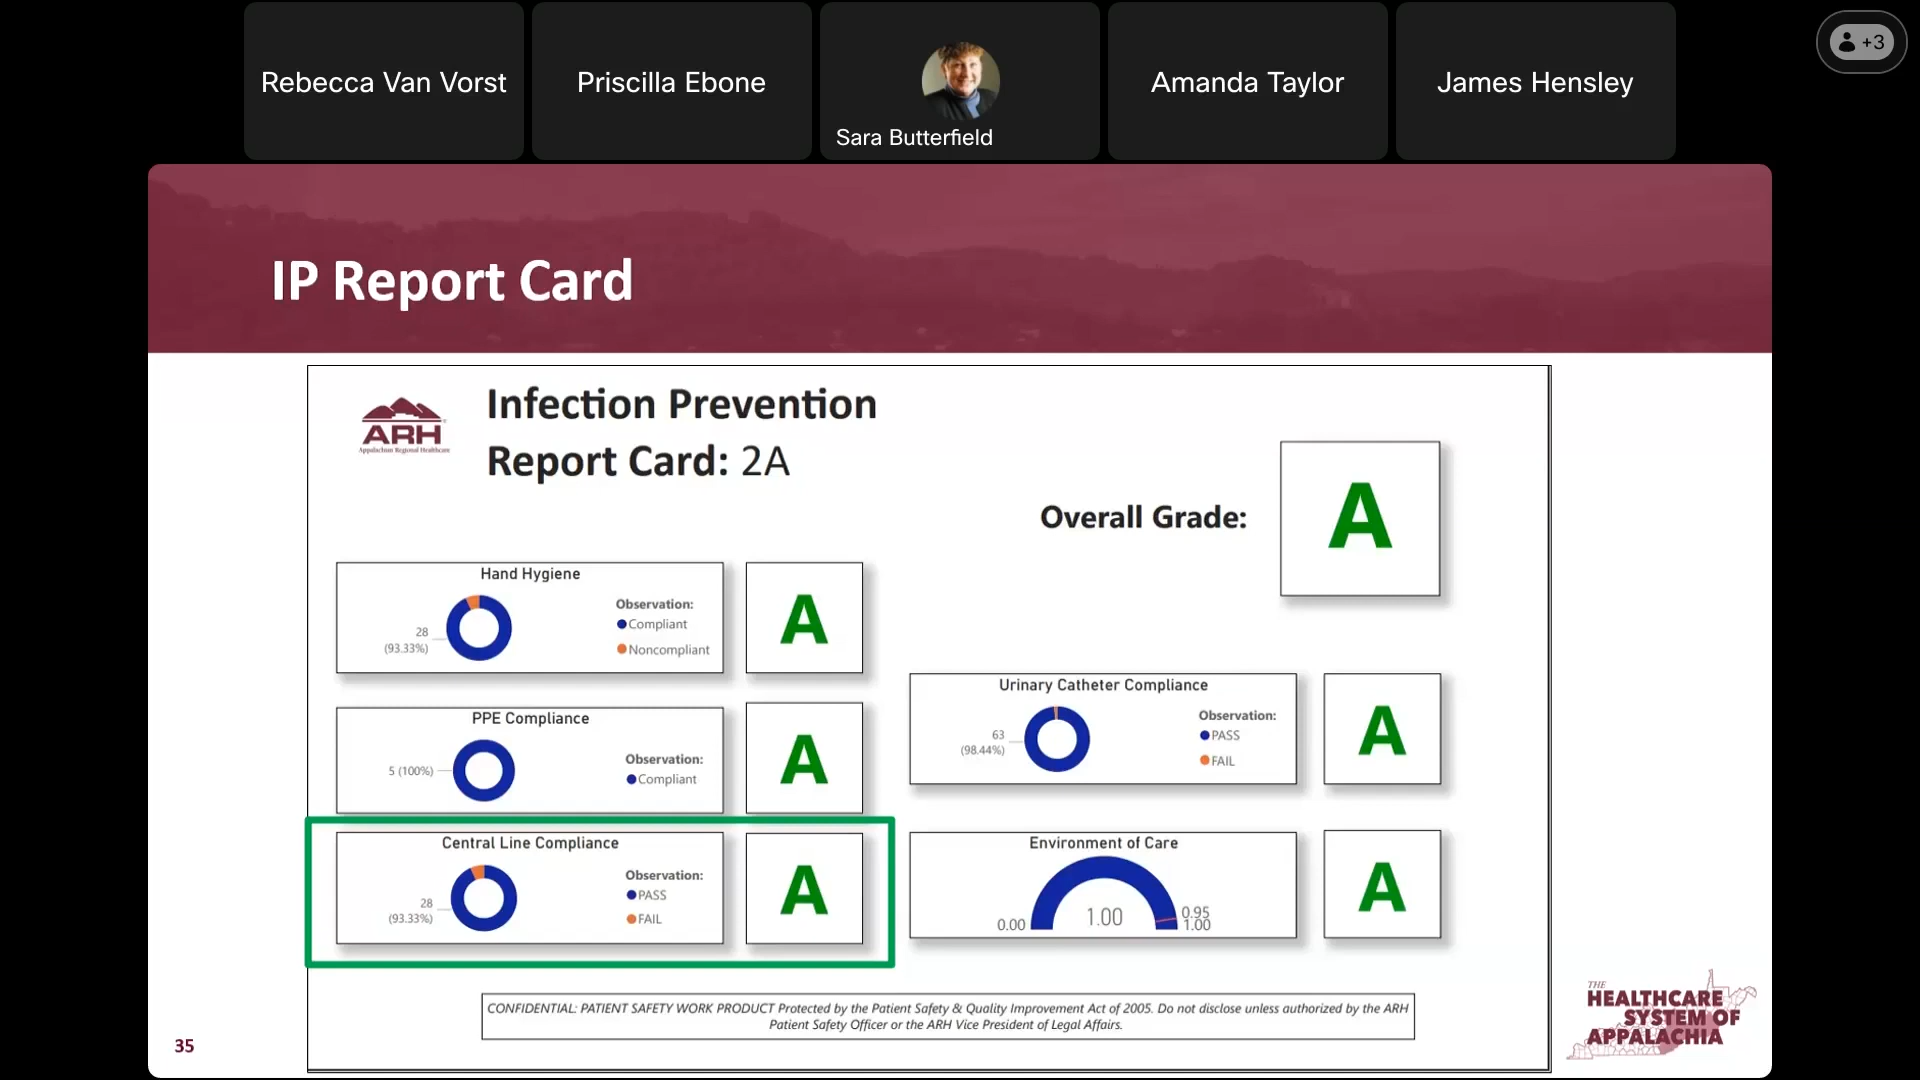 Rebecca Van Vorst
Priscilla Ebone
Sara Butterfield
Amanda Taylor
James Hensley
+3
IP Report Card
ARH
Appalachian Regional Healthcare
Infection Prevention
Report Card: 2A
Overall Grade:
A
Hand Hygiene
28
(93.33%)
Observation:
Compliant
Noncompliant
A
PPE Compliance
5 (100%)
Observation:
Compliant
A
Central Line Compliance
28
(93.33%)
Observation:
PASS
FAIL
A
Urinary Catheter Compliance
63
(98.44%)
Observation:
PASS
FAIL
A
Environment of Care
0.00
1.00
0.95
1.00
A
CONFIDENTIAL: PATIENT SAFETY WORK PRODUCT Protected by the Patient Safety & Quality Improvement Act of 2005. Do not disclose unless authorized by the ARH
Patient Safety Officer or the ARH Vice President of Legal Affairs.
35
THE
HEALTHCARE
SYSTEM OF
APPALACHIA